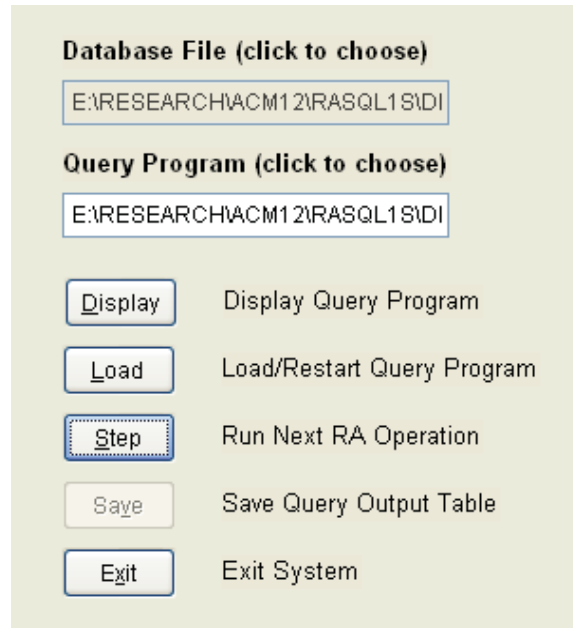 Database File (click to choose)
E:\RESEARCH\ACM12\RASQL1S\DI
Query Program (click to choose)
E:\RESEARCH\ACM12\RASQL1S\DI
Display Display Query Program
Load Load/Restart Query Program
Step Run Next RA Operation
Save Save Query Output Table
Exit Exit System